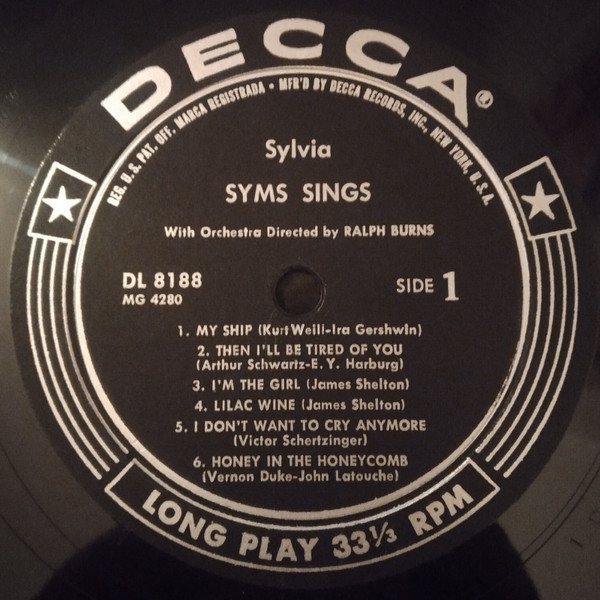 DECCA®
REG. U.S. PAT. OFF. MARCA REGISTRADA • MFR'D BY DECCA RECORDS, INC., NEW YORK, U.S.A.
Sylvia
SYMS SINGS
With Orchestra Directed by RALPH BURNS
DL 8188
MG 4280
SIDE 1
1. MY SHIP (Kurt Weill-Ira Gershwin)
2. THEN I'LL BE TIRED OF YOU
(Arthur Schwartz-E. Y. Harburg)
3. I'M THE GIRL (James Shelton)
4. LILAC WINE (James Shelton)
5. I DON'T WANT TO CRY ANYMORE
(Victor Schertzinger)
6. HONEY IN THE HONEYCOMB
(Vernon Duke-John Latouche)
LONG PLAY 33⅓ RPM